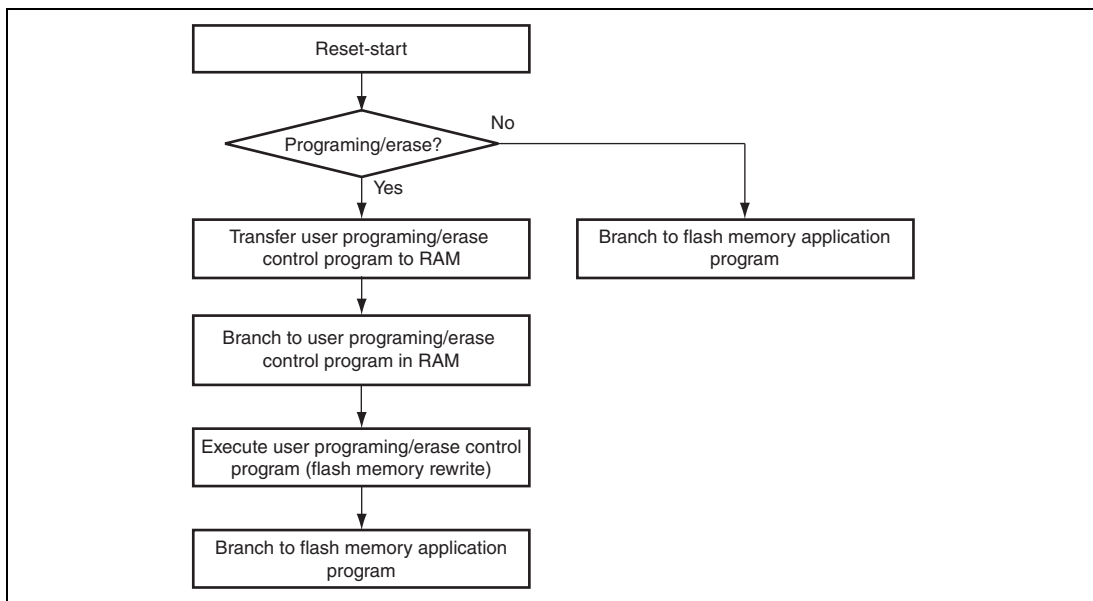 Reset-start
No
Programing/erase?
Yes
Transfer user programing/erase
control program to RAM
Branch to flash memory application
program
Branch to user programing/erase
control program in RAM
Execute user programing/erase control
program (flash memory rewrite)
Branch to flash memory application
program